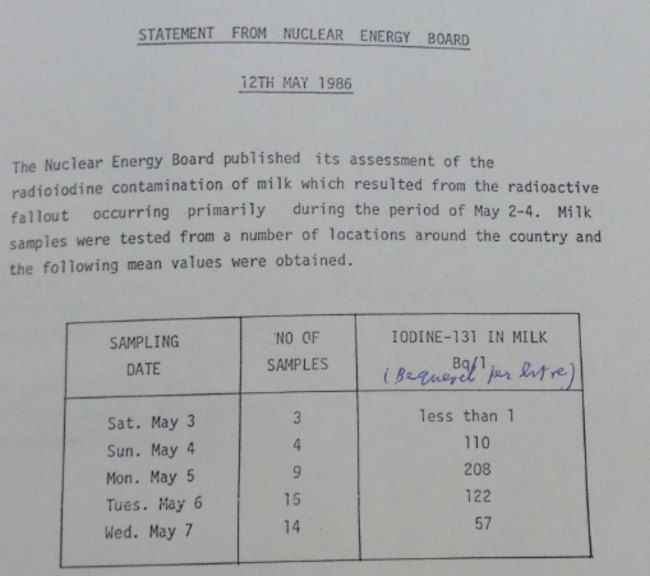 STATEMENT FROM NUCLEAR ENERGY BOARD
12TH MAY 1986
The Nuclear Energy Board published its assessment of the
radioiodine contamination of milk which resulted from the radioactive
fallout occurring primarily during the period of May 2-4. Milk
samples were tested from a number of locations around the country and
the following mean values were obtained.
SAMPLING DATE
NO OF SAMPLES
IODINE-131 IN MILK
Bq/l
(Bequerel per litre)
Sat. May 3 3 less than 1
Sun. May 4 4 110
Mon. May 5 9 208
Tues. May 6 15 122
Wed. May 7 14 57